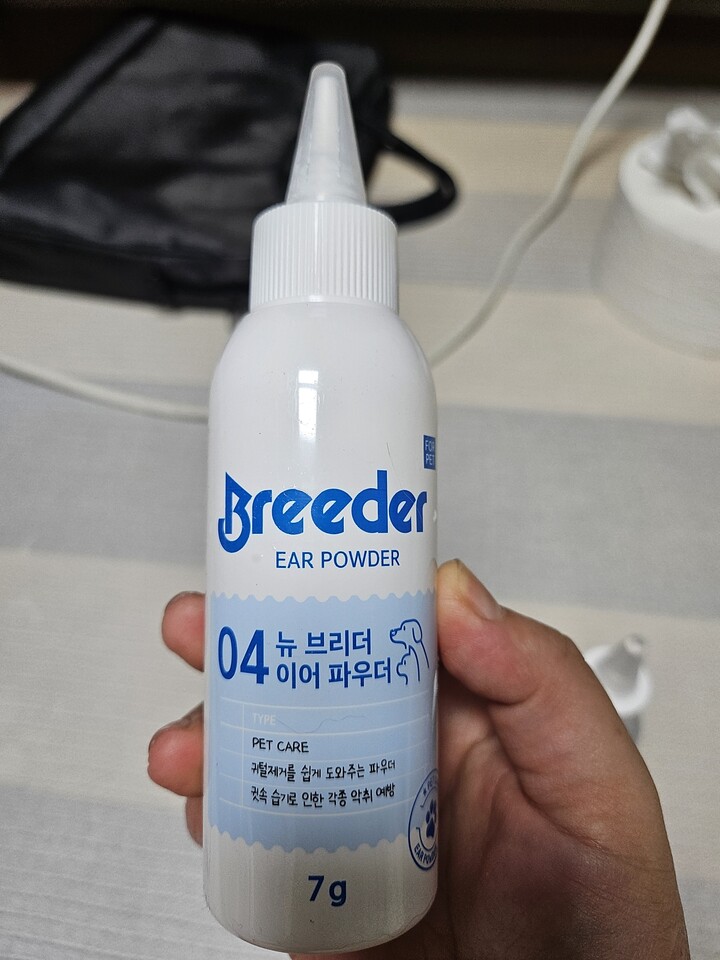 FOR
PET
Breeder
EAR POWDER
04 뉴 브리더
이어 파우더
TYPE
PET CARE
귀털제거를 쉽게 도와주는 파우더
귓속 습기로 인한 각종 악취 예방
EAR POWDER
7g